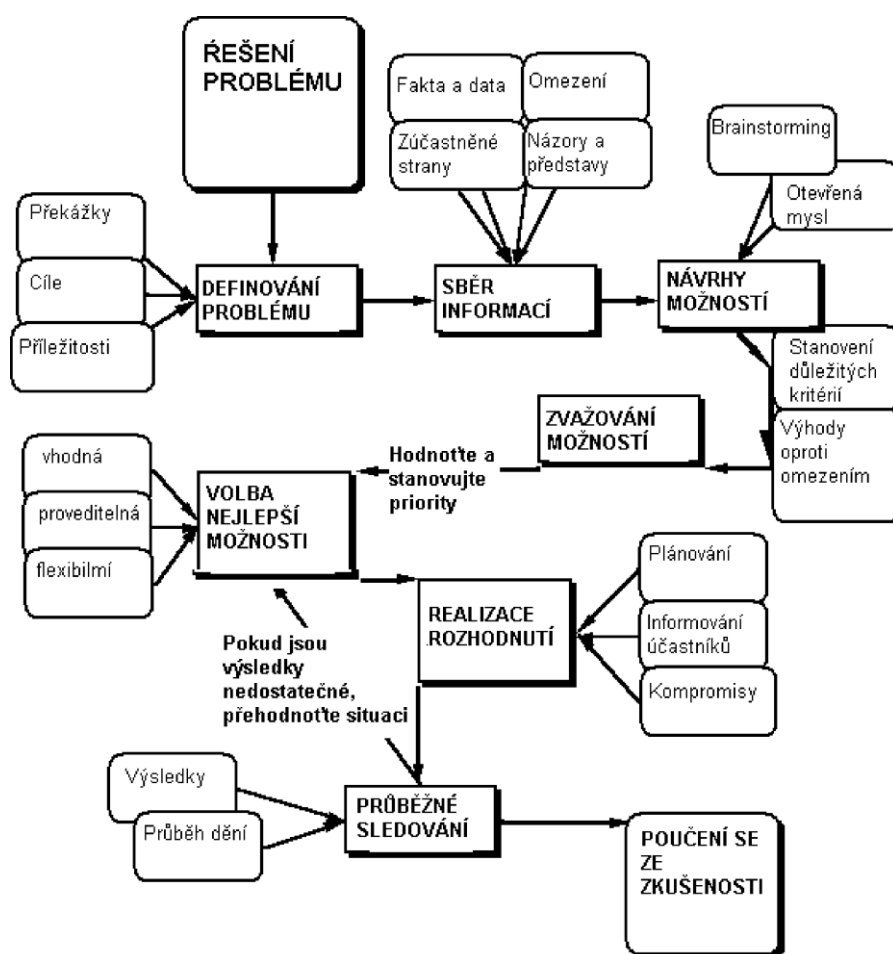 ŘEŠENÍ
PROBLÉMU
Fakta a data
Omezení
Zúčastněné
strany
Názory a
představy
Brainstorming
Otevřená
mysl
Překážky
Cíle
Příležitosti
DEFINOVÁNÍ
PROBLÉMU
SBĚR
INFORMACÍ
NÁVRHY
MOŽNOSTÍ
Stanovení
důležitých
kritérií
Výhody
oproti
omezením
ZVAŽOVÁNÍ
MOŽNOSTÍ
Hodnoťte a
stanovujte
priority
vhodná
proveditelná
flexibilmí
VOLBA
NEJLEPŠÍ
MOŽNOSTI
REALIZACE
ROZHODNUTÍ
Plánování
Informování
účastníků
Kompromisy
Pokud jsou
výsledky
nedostatečné,
přehodnoťte situaci
Výsledky
Průběh dění
PRŮBĚŽNÉ
SLEDOVÁNÍ
POUČENÍ SE
ZE
ZKUŠENOSTI